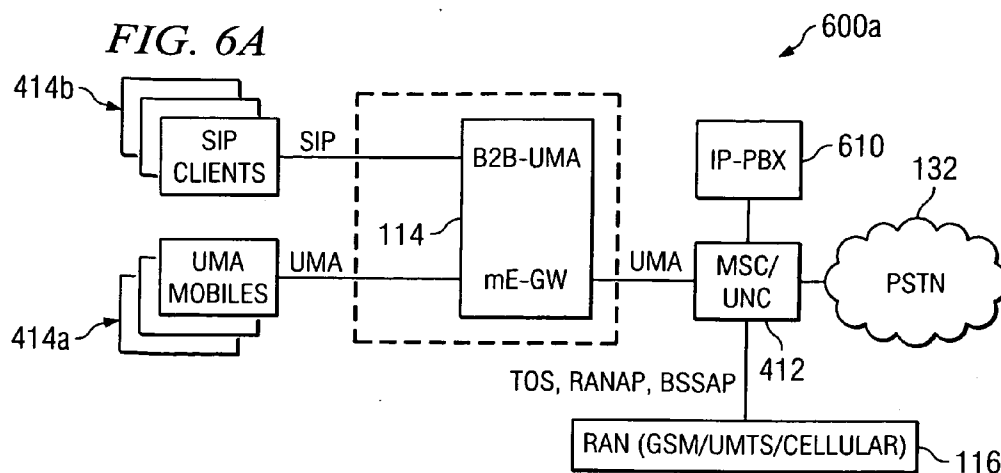 FIG. 6A
600a
414b
SIP
CLIENTS
SIP
B2B-UMA
114
mE-GW
IP-PBX
610
132
UMA
MOBILES
UMA
UMA
MSC/
UNC
PSTN
414a
412
TOS, RANAP, BSSAP
RAN (GSM/UMTS/CELLULAR)
116